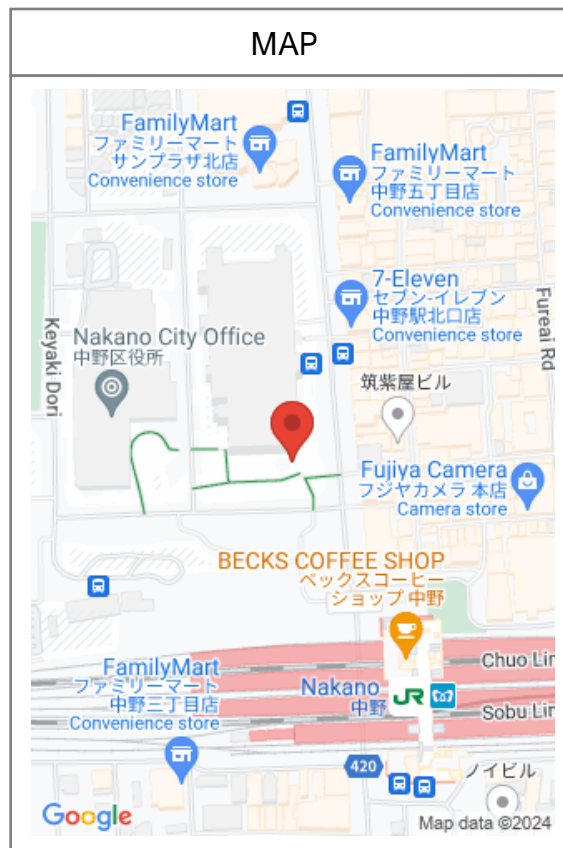 MAP
FamilyMart
ファミリーマート
サンプラザ北店
Convenience store
FamilyMart
ファミリーマート
中野五丁目店
Convenience store
7-Eleven
セブン-イレブン
中野駅北口店
Convenience store
Fureai Rd
Keyaki Dori
Nakano City Office
中野区役所
筑紫屋ビル
Fujiya Camera
フジヤカメラ 本店
Camera store
BECKS COFFEE SHOP
ベックスコーヒー
ショップ 中野
FamilyMart
ファミリーマート
中野三丁目店
Convenience store
Nakano
中野
JR
Chuo Lin
Sobu Lin
420
ノイビル
Google
Map data ©2024